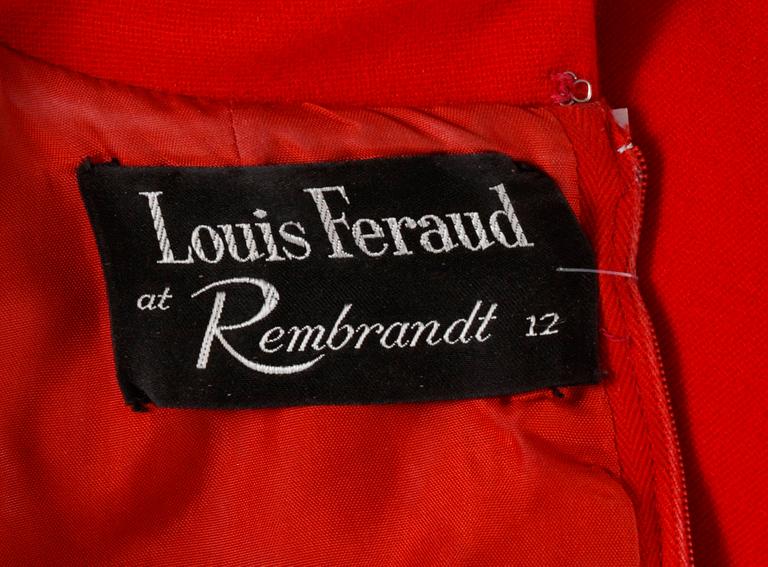 Louis Feraud
at Rembrandt 12